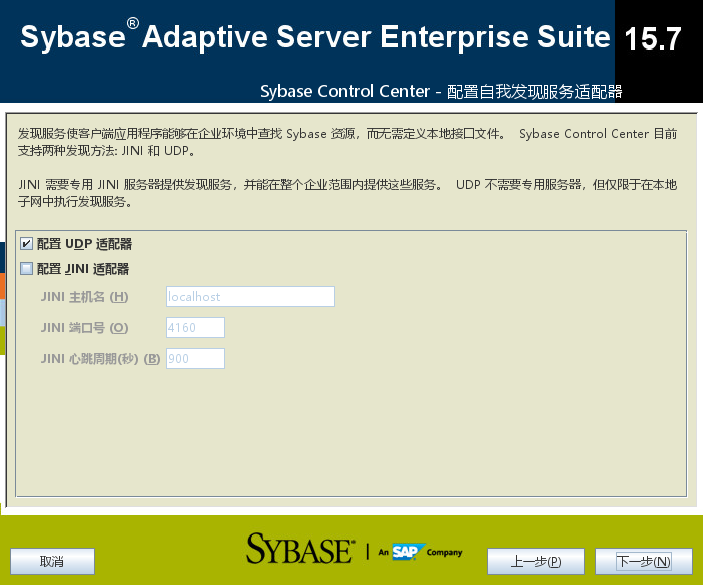 Sybase® Adaptive Server Enterprise Suite 15.7
Sybase Control Center - 配置自我发现服务适配器
发现服务使客户端应用程序能够在企业环境中查找 Sybase 资源，而无需定义本地接口文件。 Sybase Control Center 目前
支持两种发现方法: JINI 和 UDP。
JINI 需要专用 JINI 服务器提供发现服务，并能在整个企业范围内提供这些服务。 UDP 不需要专用服务器，但仅限于在本地
子网中执行发现服务。
配置 UDP 适配器
配置 JINI 适配器
JINI 主机名 (H) localhost
JINI 端口号 (O) 4160
JINI 心跳周期(秒) (B) 900
SYBASE® | An SAP Company
取消 上一步(P) 下一步(N)